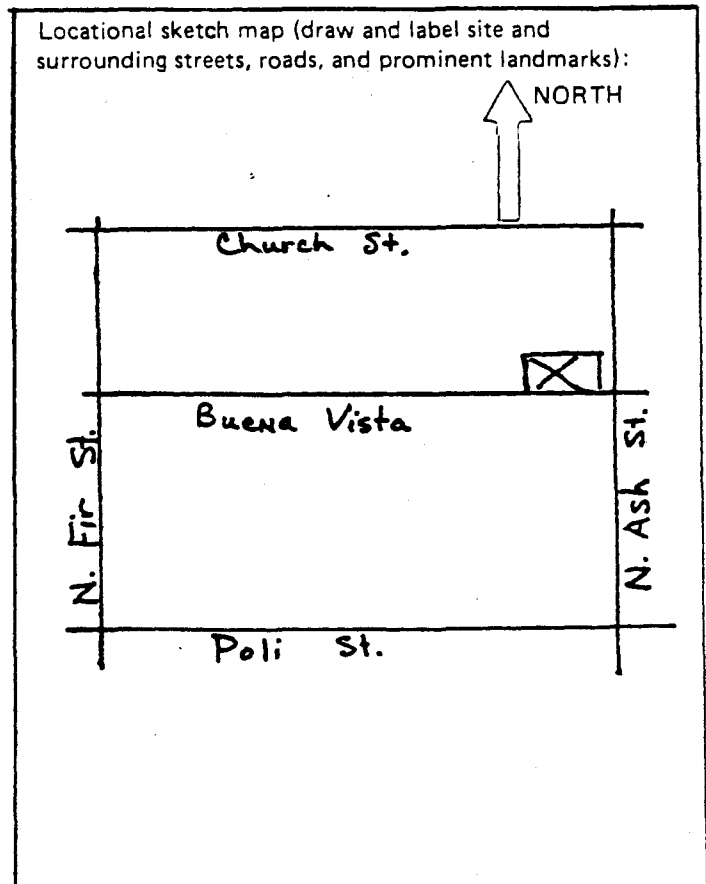 Locational sketch map (draw and label site and
surrounding streets, roads, and prominent landmarks):
NORTH
Church St.
Buena Vista
N. Fir St.
N. Ash St.
Poli St.